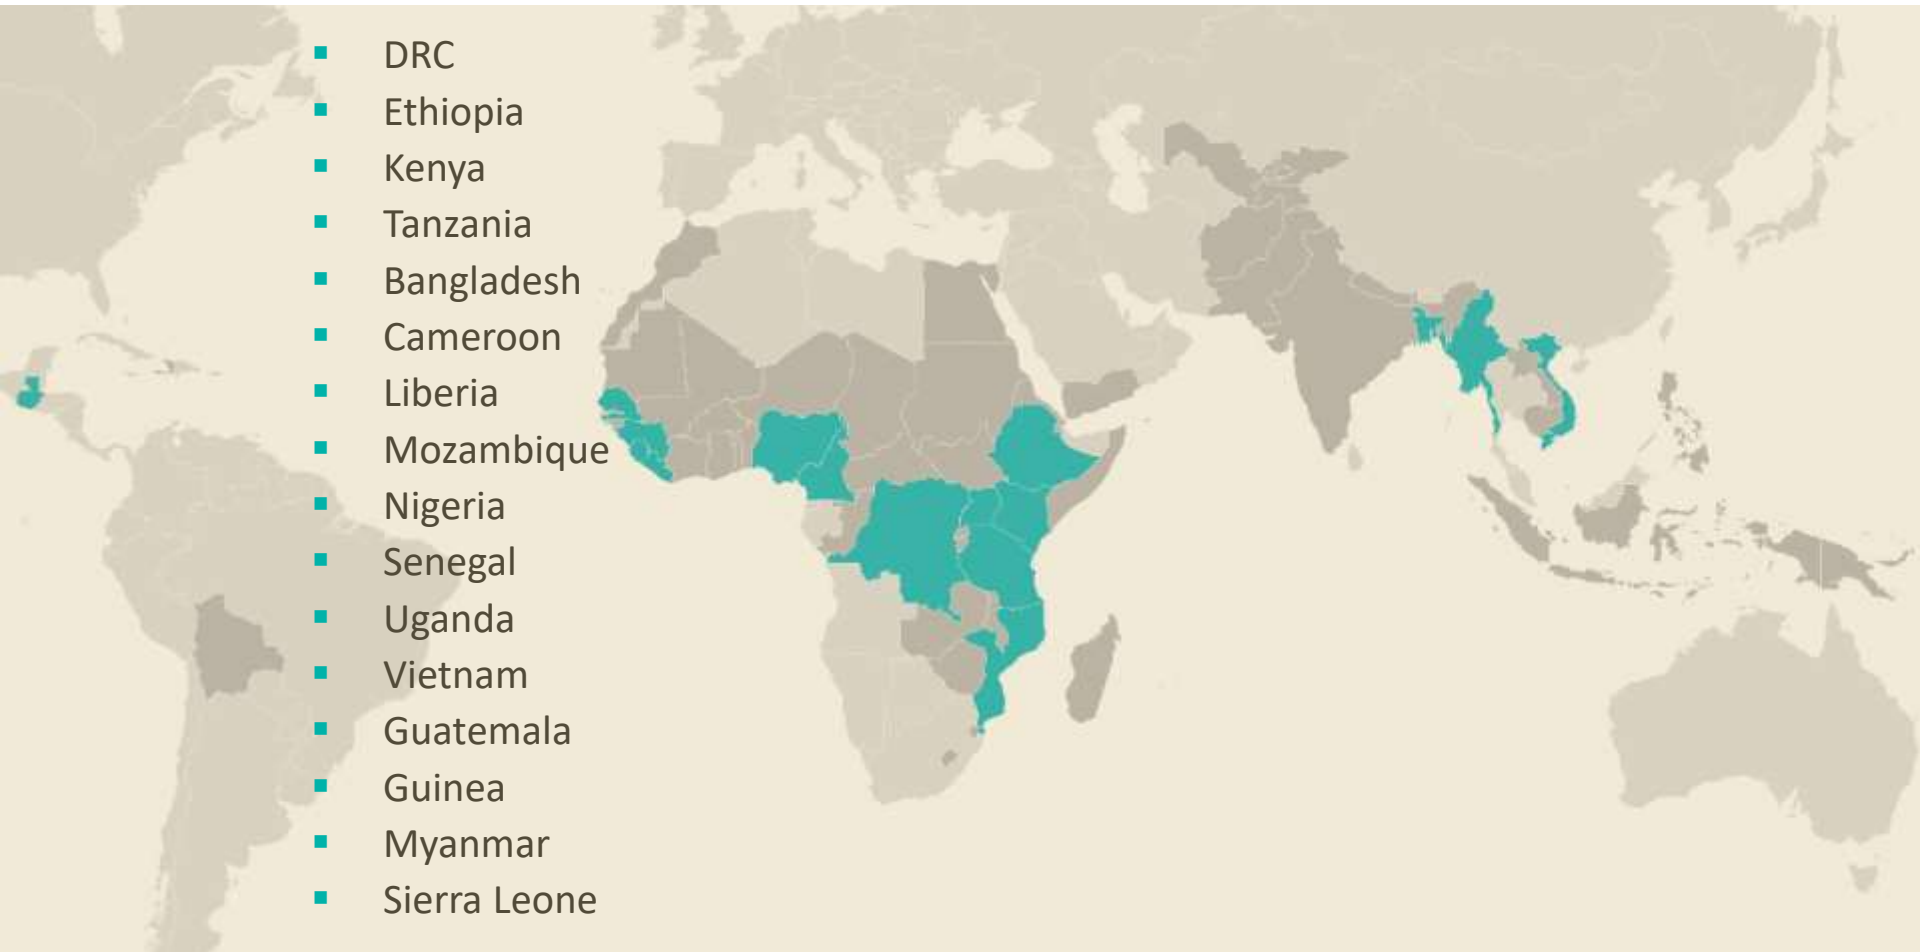 ▪ DRC
▪ Ethiopia
▪ Kenya
▪ Tanzania
▪ Bangladesh
▪ Cameroon
▪ Liberia
▪ Mozambique
▪ Nigeria
▪ Senegal
▪ Uganda
▪ Vietnam
▪ Guatemala
▪ Guinea
▪ Myanmar
▪ Sierra Leone